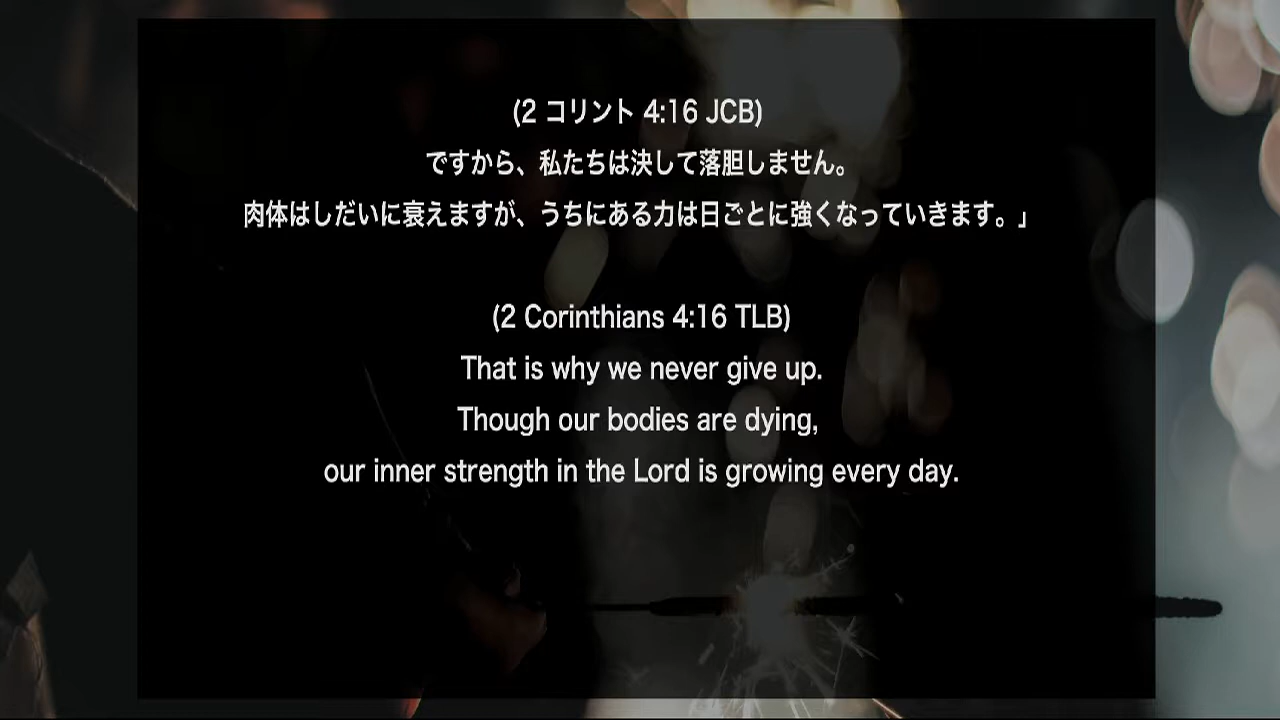 (2 コリント 4:16 JCB)
ですから、私たちは決して落胆しません。
肉体はしだいに衰えますが、うちにある力は日ごとに強くなっていきます。」
(2 Corinthians 4:16 TLB)
That is why we never give up.
Though our bodies are dying,
our inner strength in the Lord is growing every day.